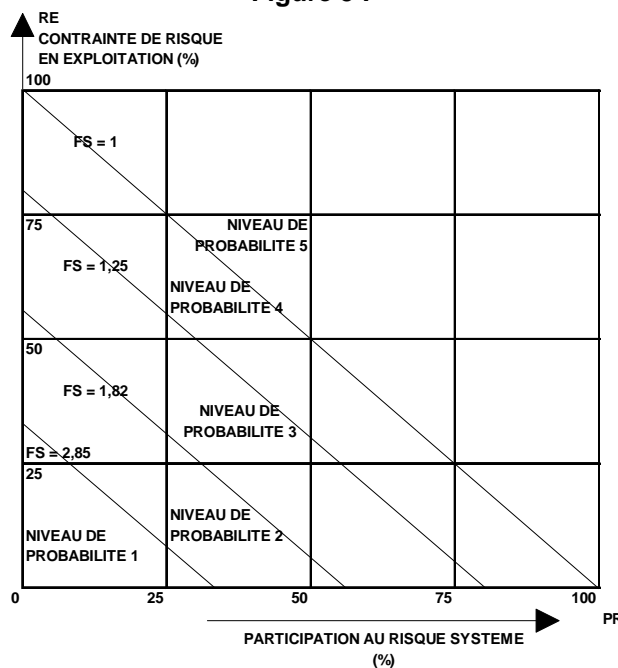 RE
CONTRAINTE DE RISQUE
EN EXPLOITATION (%)
100
FS = 1
75
NIVEAU DE
PROBABILITE 5
FS = 1,25
NIVEAU DE
PROBABILITE 4
50
FS = 1,82
NIVEAU DE
PROBABILITE 3
FS = 2,85
25
NIVEAU DE
PROBABILITE 1
NIVEAU DE
PROBABILITE 2
0 25 50 75 100
PR
PARTICIPATION AU RISQUE SYSTEME
(%)